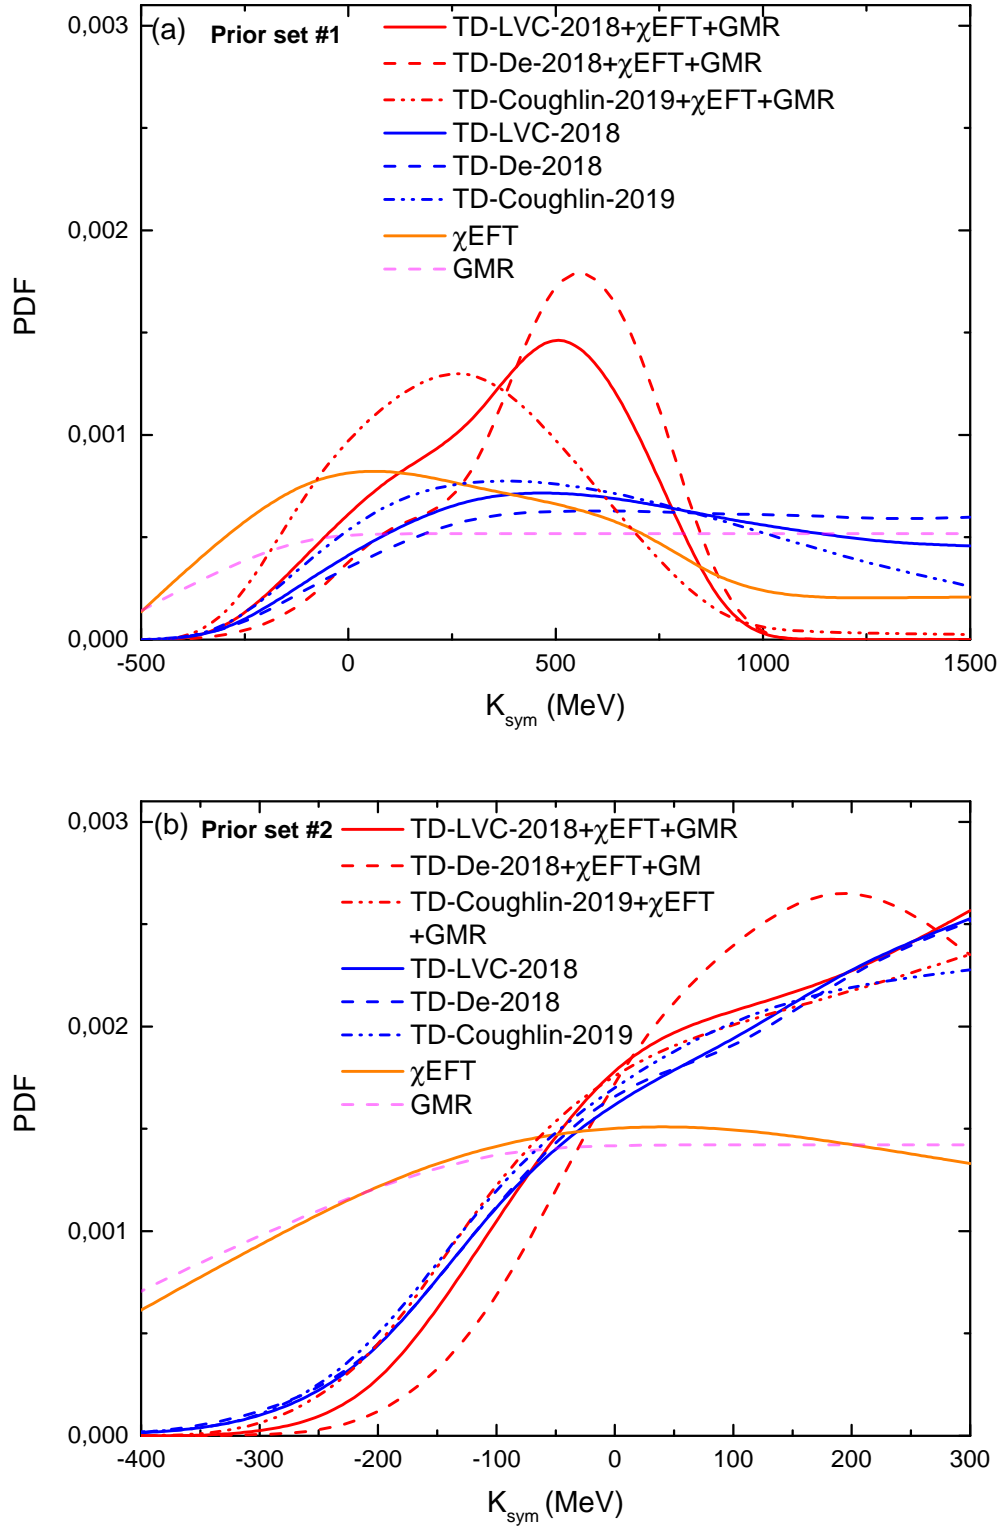 (a) Prior set #1
TD-LVC-2018+χEFT+GMR
TD-De-2018+χEFT+GMR
TD-Coughlin-2019+χEFT+GMR
TD-LVC-2018
TD-De-2018
TD-Coughlin-2019
χEFT
GMR
0,003
0,002
0,001
0,000
PDF
-500 0 500 1000 1500
K_sym (MeV)
(b) Prior set #2
TD-LVC-2018+χEFT+GMR
TD-De-2018+χEFT+GM
TD-Coughlin-2019+χEFT
+GMR
TD-LVC-2018
TD-De-2018
TD-Coughlin-2019
χEFT
GMR
0,003
0,002
0,001
0,000
PDF
-400 -300 -200 -100 0 100 200 300
K_sym (MeV)